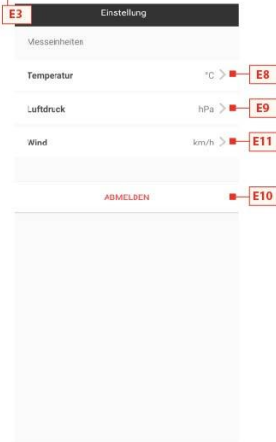 E3 Einstellung
Messeinheiten
Temperatur °C > E8
Luftdruck hPa > E9
Wind km/h > E11
ABMELDEN E10